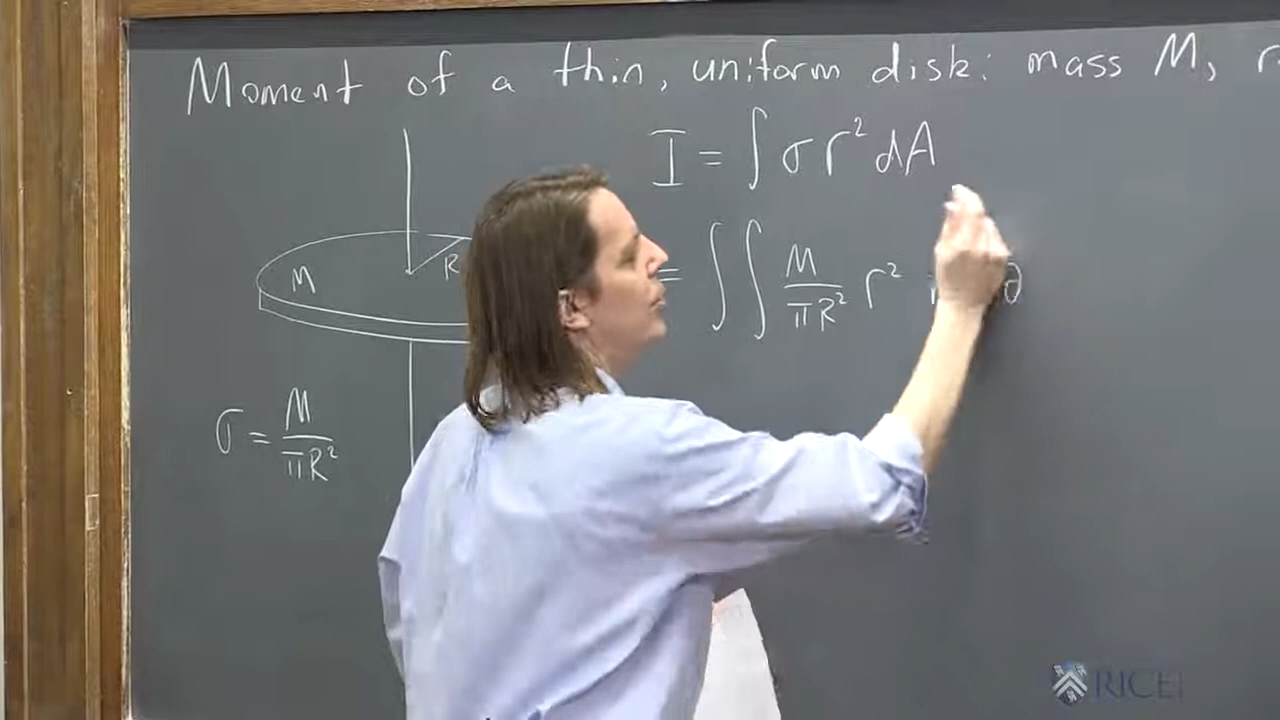 Moment of a thin, uniform disk: mass M, r
I = ∫ σ r² dA
= ∫∫ M/πR² r²
M
R
σ = M/πR²
RICE